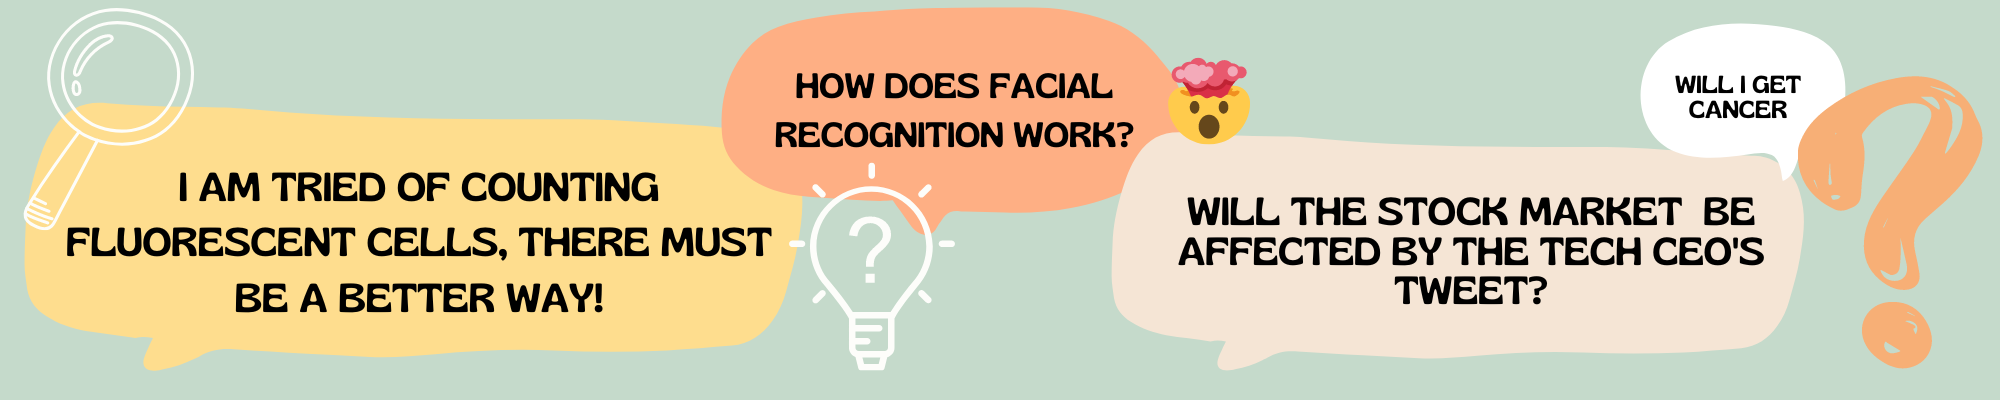 I AM TRIED OF COUNTING
FLUORESCENT CELLS, THERE MUST
BE A BETTER WAY!
HOW DOES FACIAL
RECOGNITION WORK?
?
WILL THE STOCK MARKET BE
AFFECTED BY THE TECH CEO'S
TWEET?
WILL I GET
CANCER
?